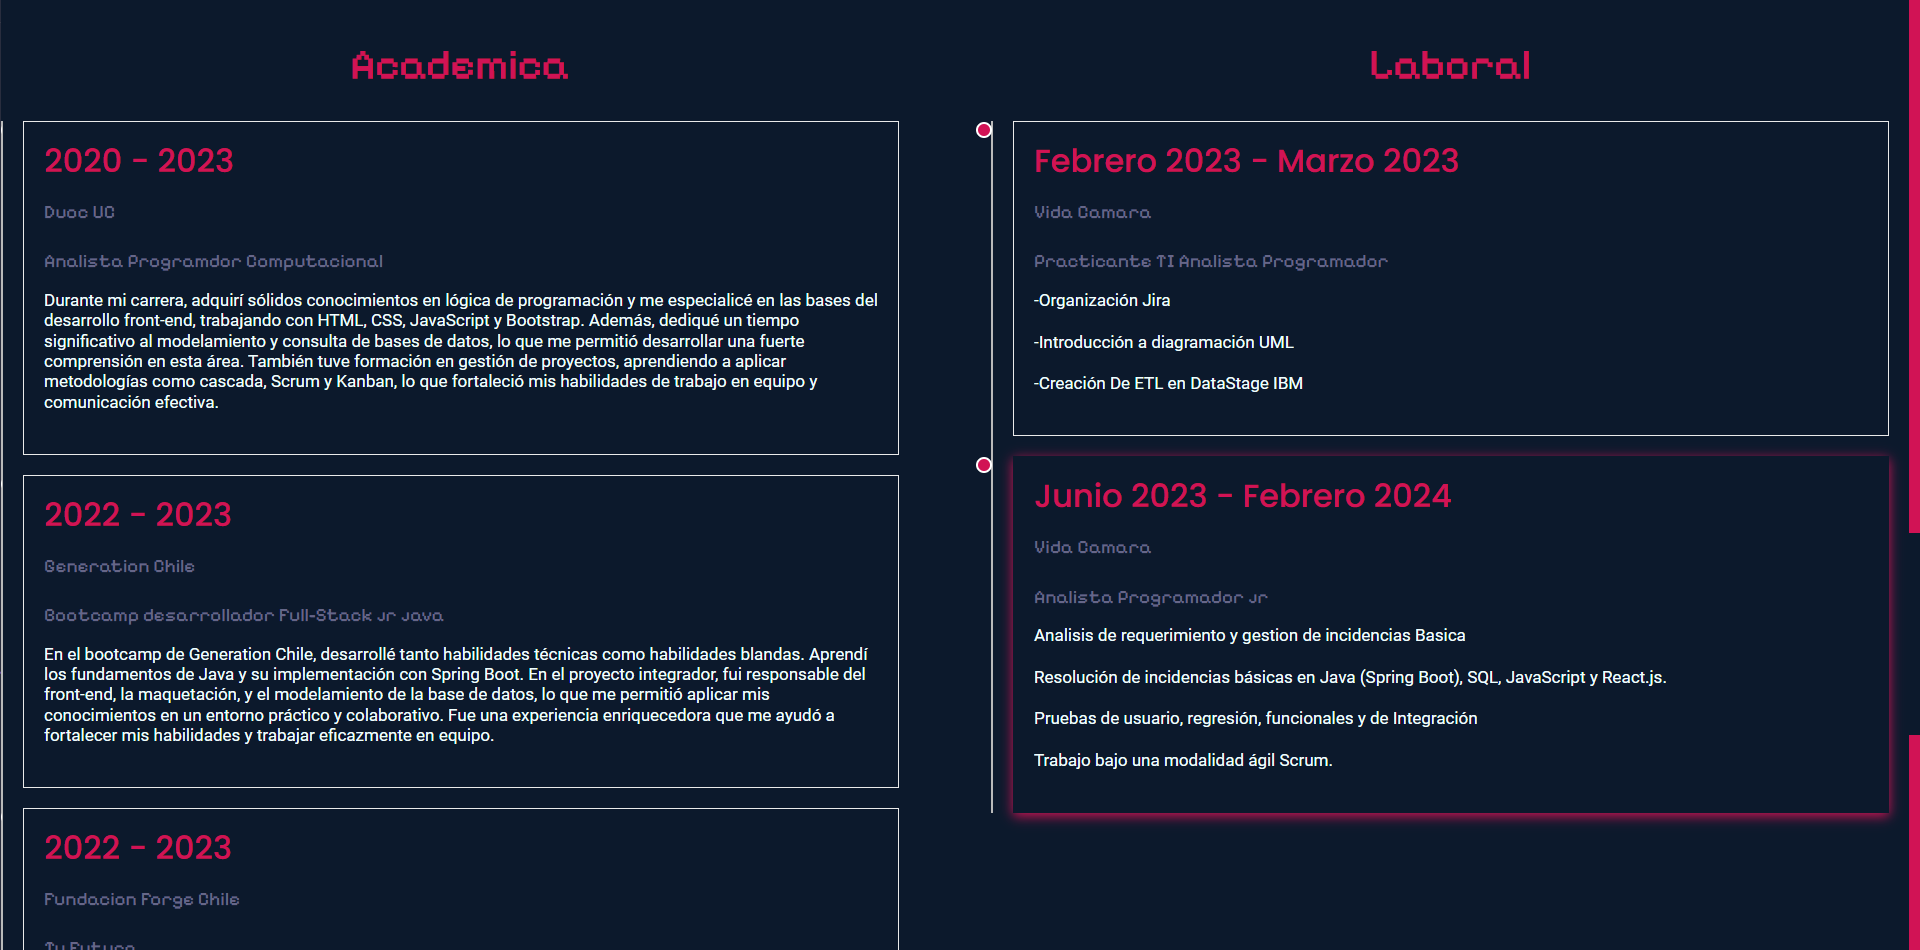 Academica
2020 - 2023
Duoc UC
Analista Programdor Computacional
Durante mi carrera, adquirí sólidos conocimientos en lógica de programación y me especialicé en las bases del
desarrollo front-end, trabajando con HTML, CSS, JavaScript y Bootstrap. Además, dediqué un tiempo
significativo al modelamiento y consulta de bases de datos, lo que me permitió desarrollar una fuerte
comprensión en esta área. También tuve formación en gestión de proyectos, aprendiendo a aplicar
metodologías como cascada, Scrum y Kanban, lo que fortaleció mis habilidades de trabajo en equipo y
comunicación efectiva.
2022 - 2023
Generation Chile
Bootcamp desarrollador Full-Stack Jr Java
En el bootcamp de Generation Chile, desarrollé tanto habilidades técnicas como habilidades blandas. Aprendí
los fundamentos de Java y su implementación con Spring Boot. En el proyecto integrador, fui responsable del
front-end, la maquetación, y el modelamiento de la base de datos, lo que me permitió aplicar mis
conocimientos en un entorno práctico y colaborativo. Fue una experiencia enriquecedora que me ayudó a
fortalecer mis habilidades y trabajar eficazmente en equipo.
2022 - 2023
Fundacion Forge Chile
Tu Futuro
Laboral
Febrero 2023 - Marzo 2023
Vida Camara
Practicante TI Analista Programador
-Organización Jira
-Introducción a diagramación UML
-Creación De ETL en DataStage IBM
Junio 2023 - Febrero 2024
Vida Camara
Analista Programador Jr
Analisis de requerimiento y gestion de incidencias Basica
Resolución de incidencias básicas en Java (Spring Boot), SQL, JavaScript y React.js.
Pruebas de usuario, regresión, funcionales y de Integración
Trabajo bajo una modalidad ágil Scrum.